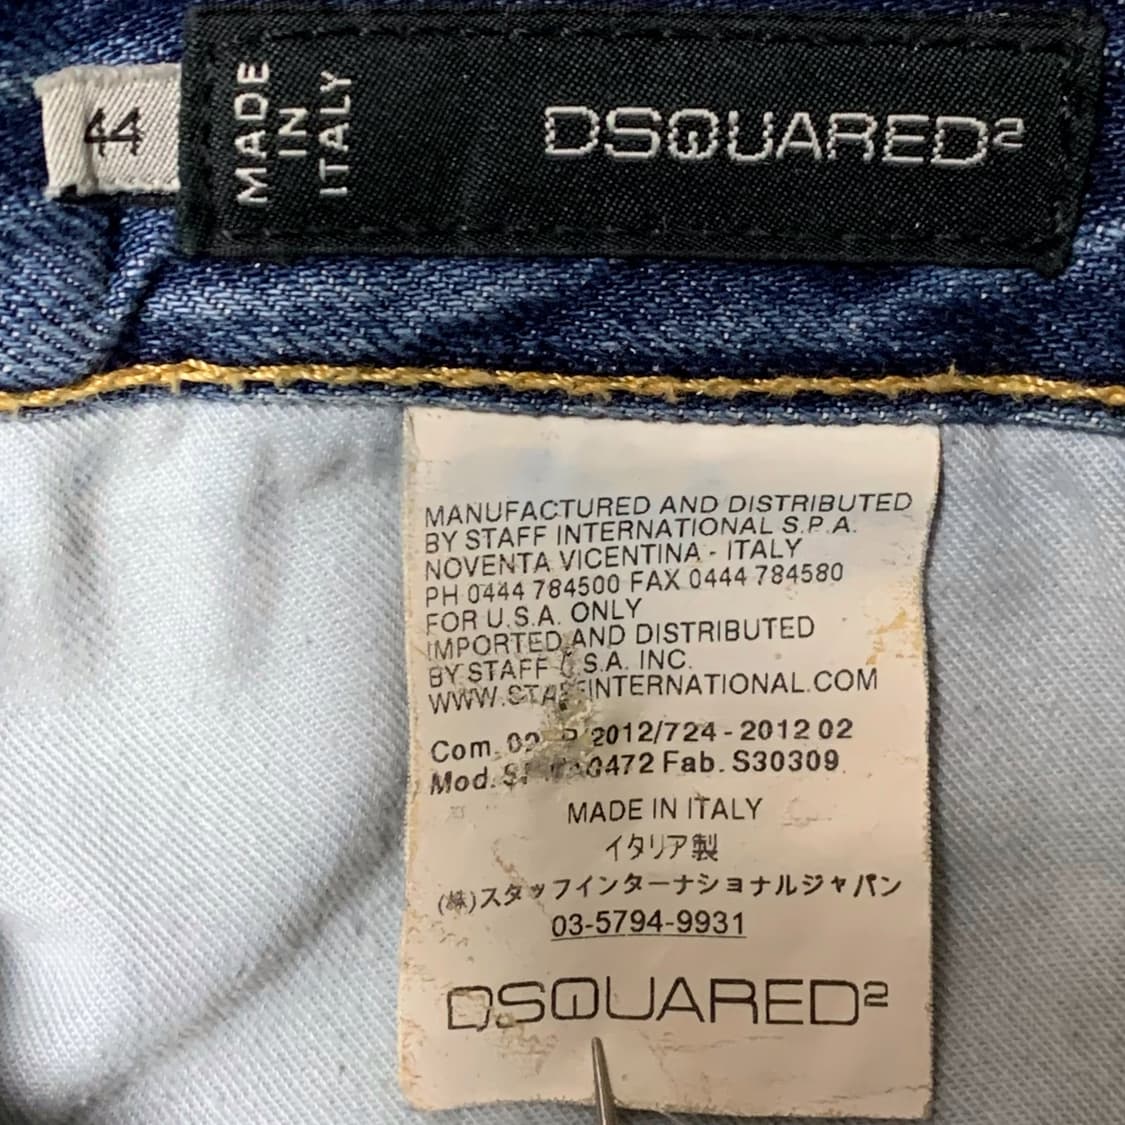 44
MADE
IN
ITALY
DSQUARED2
MANUFACTURED AND DISTRIBUTED
BY STAFF INTERNATIONAL S.P.A.
NOVENTA VICENTINA - ITALY
PH 0444 784500 FAX 0444 784580
FOR U.S.A. ONLY
IMPORTED AND DISTRIBUTED
BY STAFF U.S.A. INC.
WWW.STAFFINTERNATIONAL.COM
Com. 2012/724 - 2012 02
Mod. Fab. S30309
MADE IN ITALY
イタリア製
(株)スタッフインターナショナルジャパン
03-5794-9931
DSQUARED2